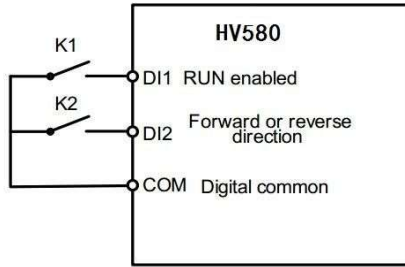 HV580
K1
DI1 RUN enabled
K2
DI2 Forward or reverse
direction
COM Digital common